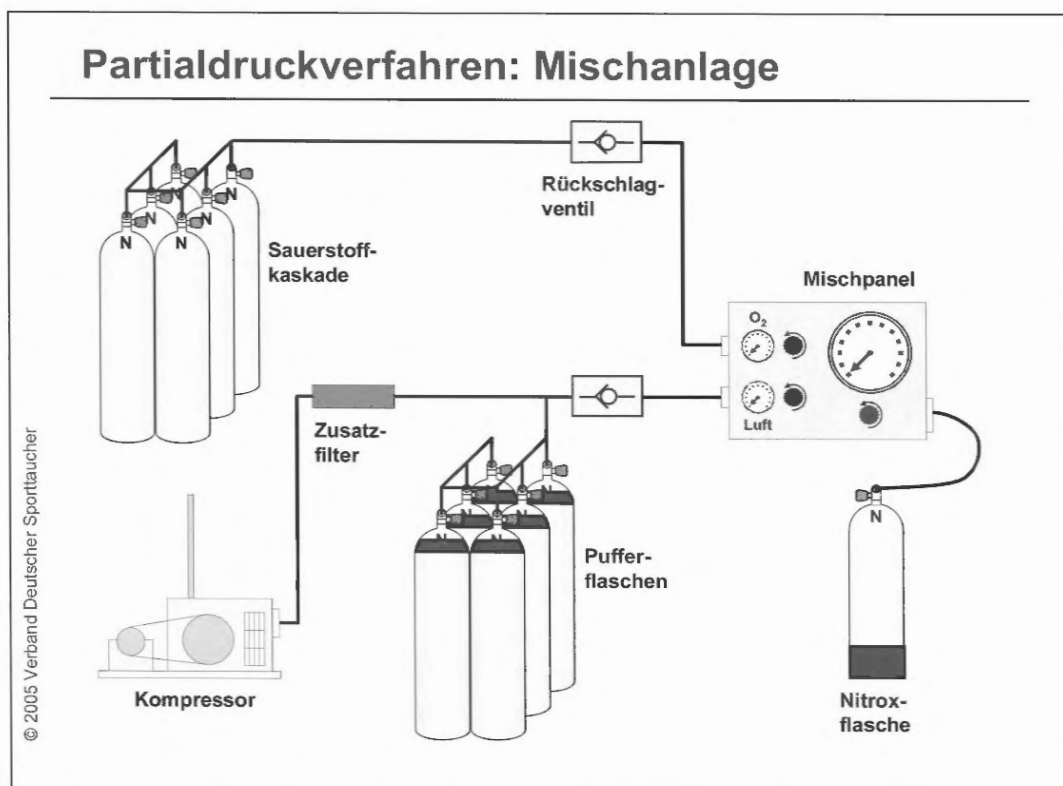 Partialdruckverfahren: Mischanlage
Rückschlag-
ventil
N
N
N
N
N
N
Sauerstoff-
kaskade
Mischpanel
O₂
Luft
Zusatz-
filter
N
N
N
N
N
N
Puffer-
flaschen
N
Kompressor
Nitrox-
flasche
© 2005 Verband Deutscher Sporttaucher